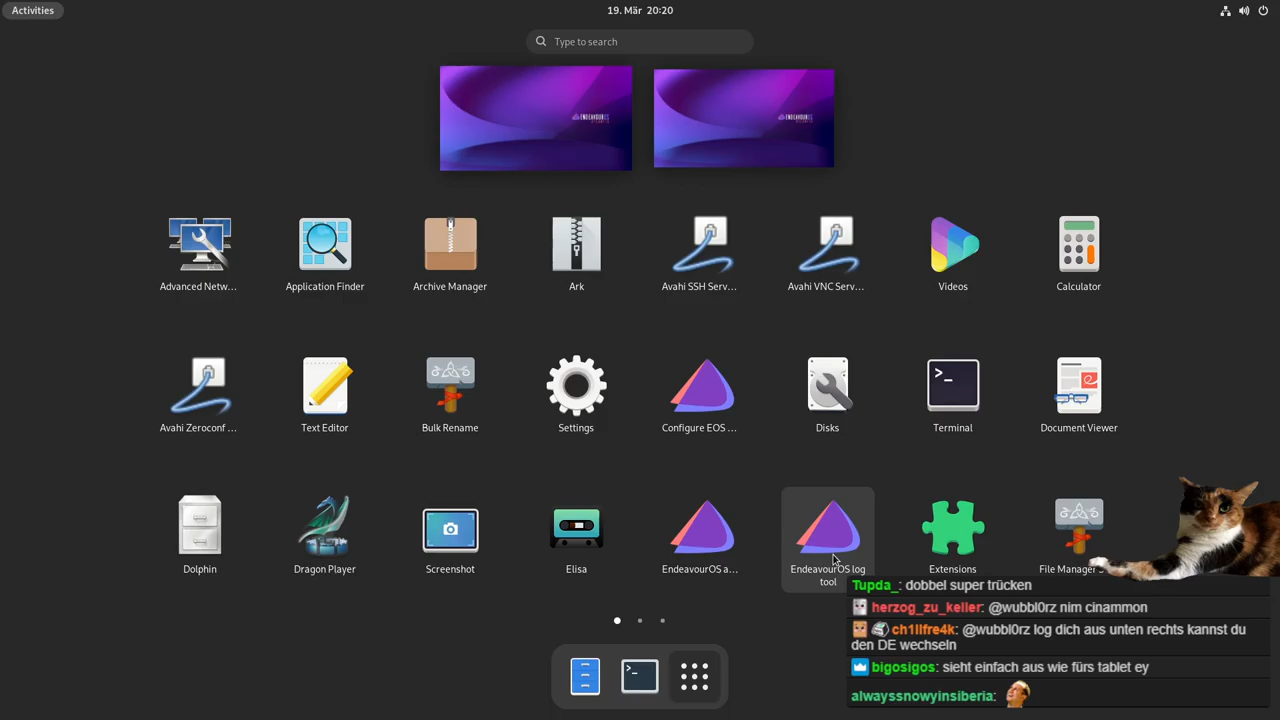 Activities
19. Mär 20:20
Type to search
ENDEAVOUROS
ENDEAVOUROS
Advanced Netw...
Application Finder
Archive Manager
Ark
Avahi SSH Serv...
Avahi VNC Serv...
Videos
Calculator
Avahi Zeroconf ...
Text Editor
Bulk Rename
Settings
Configure EOS ...
Disks
Terminal
Document Viewer
Dolphin
Dragon Player
Screenshot
Elisa
EndeavourOS a...
EndeavourOS log
tool
Extensions
File Manager
Tupda_: dobbel super trücken
herzog_zu_keller: @wubbl0rz nim cinammon
ch1llfre4k: @wubbl0rz log dich aus unten rechts kannst du
den DE wechseln
bigosigos: sieht einfach aus wie fürs tablet ey
alwayssnowyinsiberia: